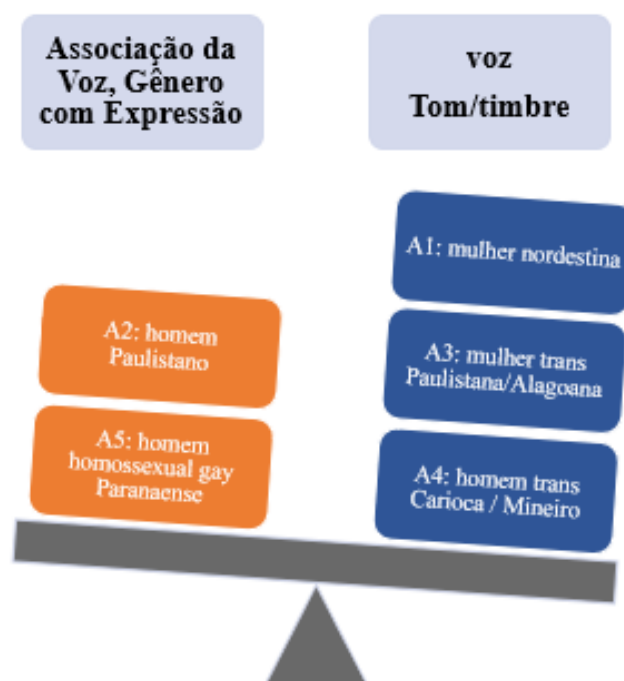 Associação da
Voz, Gênero
com Expressão
voz
Tom/timbre
A2: homem
Paulistano
A5: homem
homossexual gay
Paranaense
A1: mulher nordestina
A3: mulher trans
Paulistana/Alagoana
A4: homem trans
Carioca / Mineiro